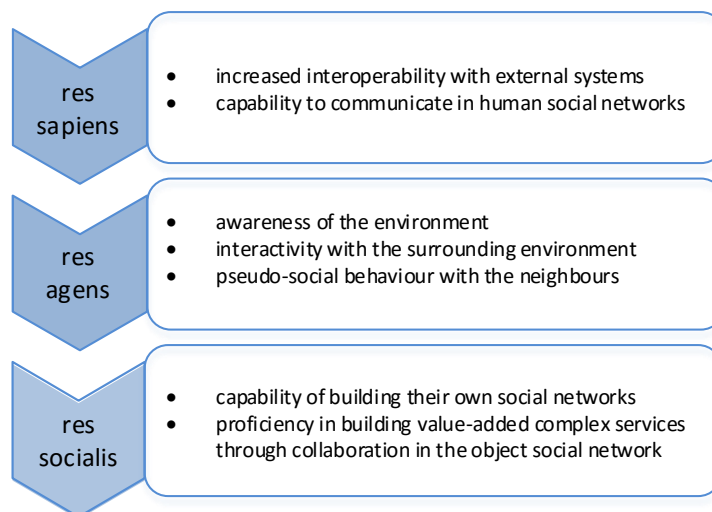 res
sapiens
• increased interoperability with external systems
• capability to communicate in human social networks
res
agens
• awareness of the environment
• interactivity with the surrounding environment
• pseudo-social behaviour with the neighbours
res
socialis
• capability of building their own social networks
• proficiency in building value-added complex services
through collaboration in the object social network